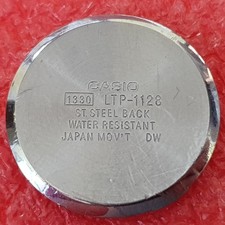 CASIO
1330 LTP-1128
ST STEEL BACK
WATER RESISTANT
JAPAN MOV'T DW